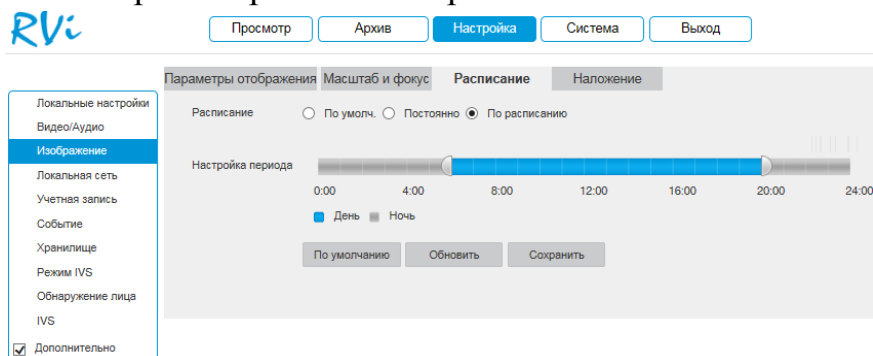 RVi
Просмотр Архив Настройка Система Выход
Параметры отображения Масштаб и фокус Расписание Наложение
Локальные настройки
Видео/Аудио
Изображение
Локальная сеть
Учетная запись
Событие
Хранилище
Режим IVS
Обнаружение лица
IVS
Дополнительно
Расписание По умолч. Постоянно По расписанию
Настройка периода
0:00 4:00 8:00 12:00 16:00 20:00 24:00
День Ночь
По умолчанию Обновить Сохранить